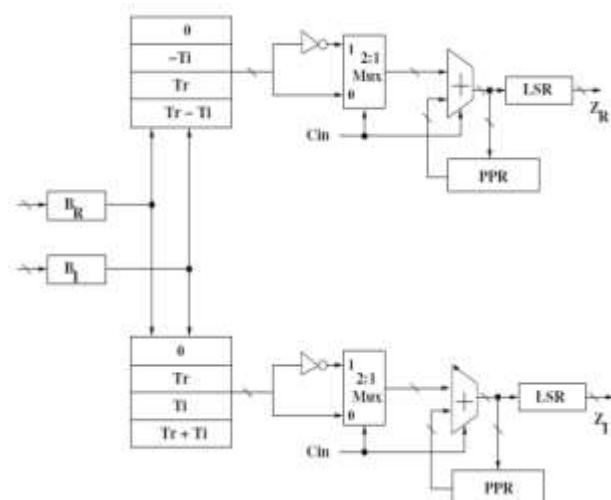 0
−Ti
Tr
Tr − Ti
1
2:1
Mux
0
Cin
+
LSR
Z_R
PPR
B_R
B_I
0
Tr
Ti
Tr + Ti
1
2:1
Mux
0
Cin
+
LSR
Z_I
PPR